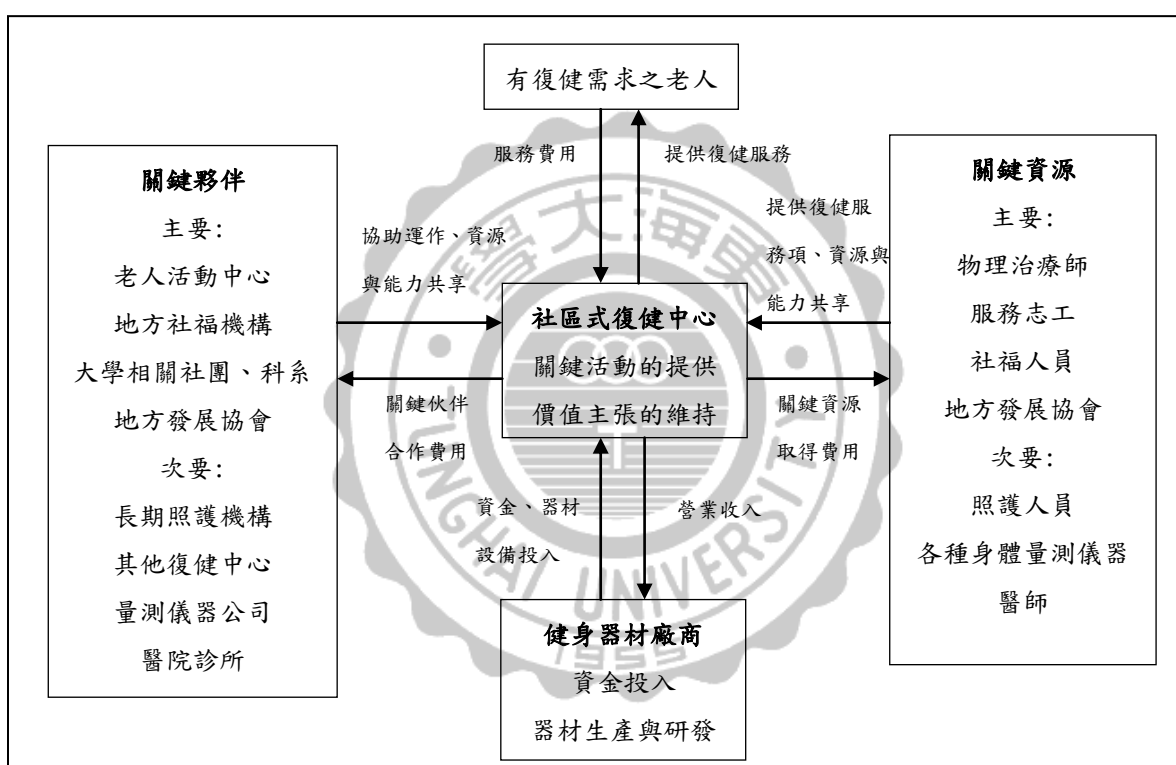 有復健需求之老人
服務費用
提供復健服務
關鍵夥伴
主要:
老人活動中心
地方社福機構
大學相關社團、科系
地方發展協會
次要:
長期照護機構
其他復健中心
量測儀器公司
醫院診所
協助運作、資源
與能力共享
關鍵伙伴
合作費用
社區式復健中心
關鍵活動的提供
價值主張的維持
提供復健服
務項、資源與
能力共享
關鍵資源
取得費用
關鍵資源
主要:
物理治療師
服務志工
社福人員
地方發展協會
次要:
照護人員
各種身體量測儀器
醫師
資金、器材
設備投入
營業收入
健身器材廠商
資金投入
器材生產與研發
學大海東
TUNGHAI UNIVERSITY
1955